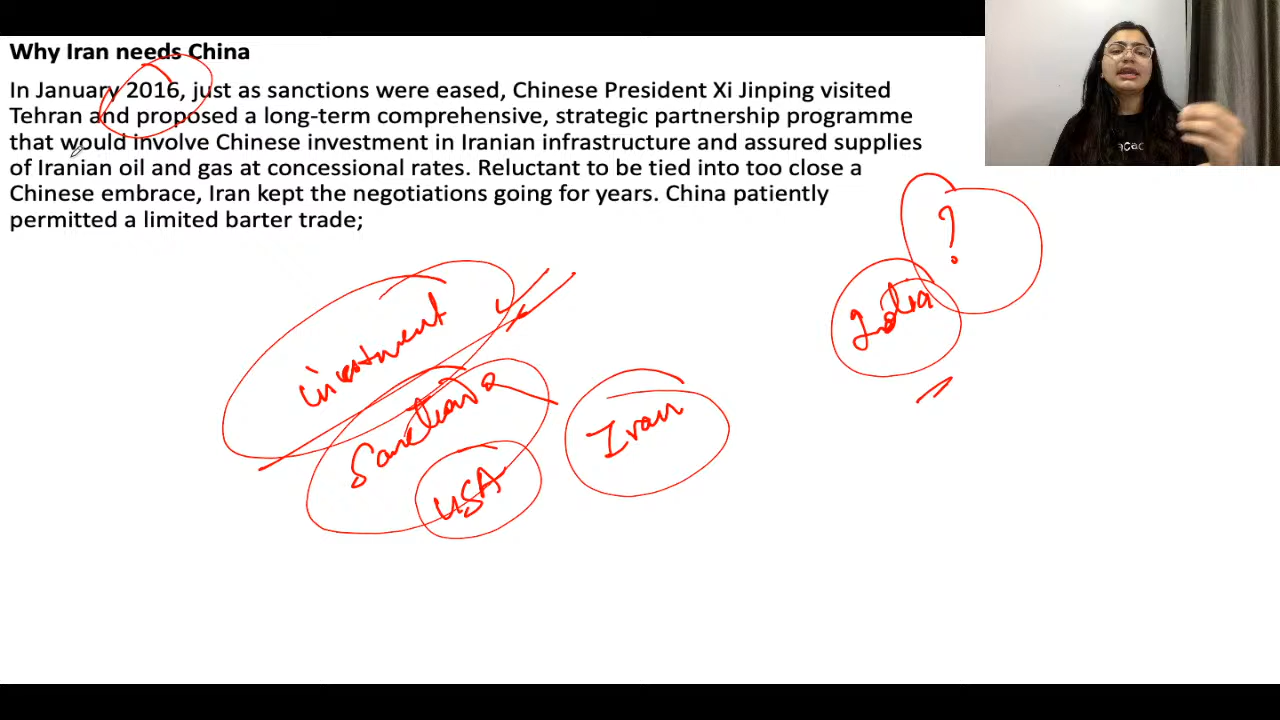 Why Iran needs China
In January 2016, just as sanctions were eased, Chinese President Xi Jinping visited
Tehran and proposed a long-term comprehensive, strategic partnership programme
that would involve Chinese investment in Iranian infrastructure and assured supplies
of Iranian oil and gas at concessional rates. Reluctant to be tied into too close a
Chinese embrace, Iran kept the negotiations going for years. China patiently
permitted a limited barter trade;
?
India
investment
Sanctions
Iran
USA